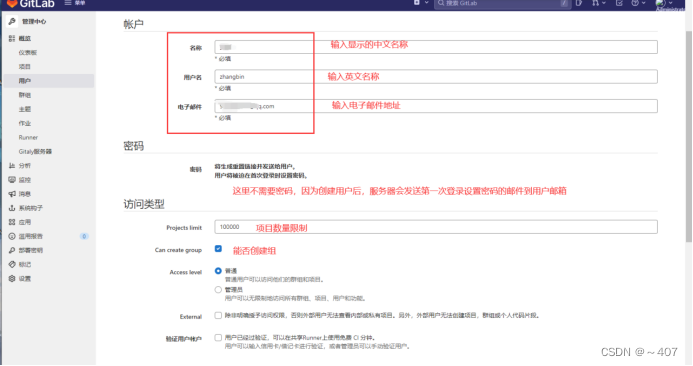 GitLab
菜单
搜索 GitLab
Administrator
管理中心
概览
仪表板
项目
用户
群组
主题
作业
Runner
Gitaly服务器
分析
监控
消息
系统钩子
应用
滥用报告 0
部署密钥
标记
设置
帐户
名称
输入显示的中文名称
* 必填
用户名 zhangbin
输入英文名称
* 必填
电子邮件 .com
输入电子邮件地址
* 必填
密码
密码 将生成重置链接并发送给用户。
用户将被迫在首次登录时设置密码。
这里不需要密码，因为创建用户后，服务器会发送第一次登录设置密码的邮件到用户邮箱
访问类型
Projects limit 100000 项目数量限制
Can create group 能否创建组
Access level 普通
普通用户可以访问他们的群组和项目。
管理员
用户可以无限制地访问所有群组、项目、用户和功能。
External 除非明确授予访问权限，否则外部用户无法查看内部或私有项目。另外，外部用户无法创建项目，群组或个人代码片段。
验证用户帐户 用户已经过验证，可以在共享Runner上使用免费 CI 分钟。
用户可以输入信用卡/借记卡进行验证，或者管理员可以手动验证用户。
CSDN @～407